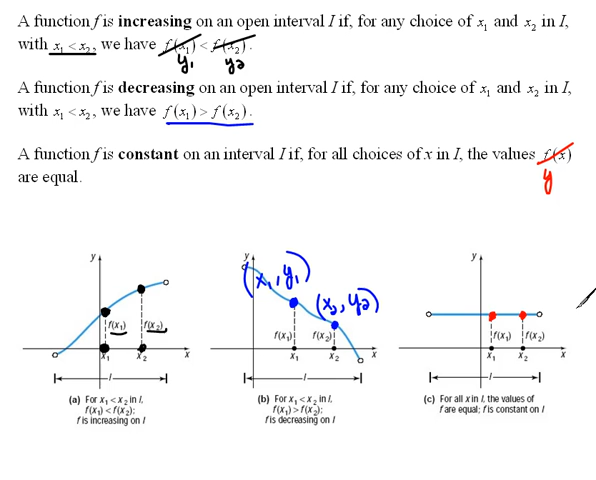 A function f is increasing on an open interval I if, for any choice of x₁ and x₂ in I,
with x₁ < x₂, we have f(x₁) < f(x₂).
y₁ y₂
A function f is decreasing on an open interval I if, for any choice of x₁ and x₂ in I,
with x₁ < x₂, we have f(x₁) > f(x₂).
A function f is constant on an interval I if, for all choices of x in I, the values f(x)
are equal.
y
y
f(x₁) f(x₂)
x₁ x₂ x
I
(a) For x₁ < x₂ in I,
f(x₁) < f(x₂);
f is increasing on I
y
(x₁, y₁)
(x₂, y₂)
f(x₁) f(x₂)
x₁ x₂ x
I
(b) For x₁ < x₂ in I,
f(x₁) > f(x₂);
f is decreasing on I
y
f(x₁) f(x₂)
x₁ x₂ x
I
(c) For all x in I, the values of
f are equal; f is constant on I